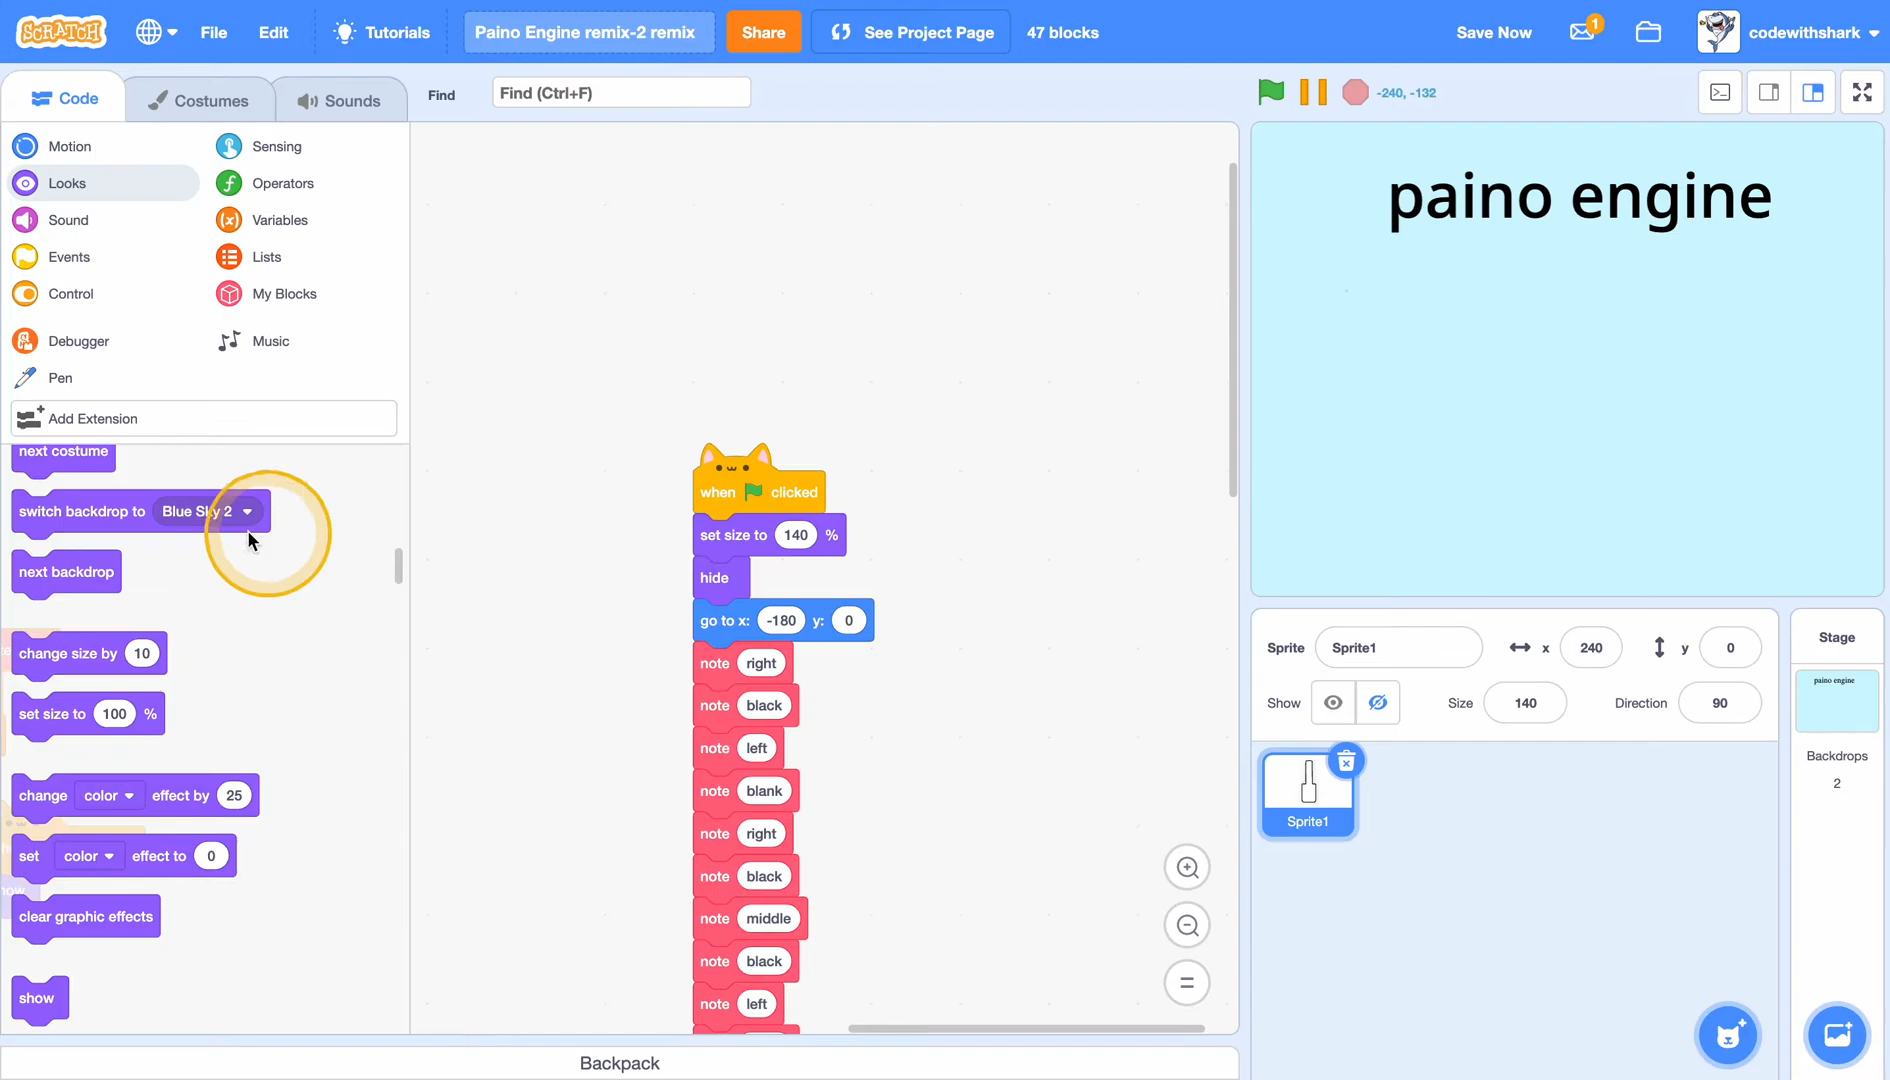 SCRATCH File Edit Tutorials Paino Engine remix-2 remix Share See Project Page 47 blocks Save Now 1 codewithshark
Code Costumes Sounds Find Find (Ctrl+F) -240, -132
Motion Sensing
Looks Operators
Sound Variables
Events Lists
Control My Blocks
Debugger Music
Pen
Add Extension
next costume
switch backdrop to Blue Sky 2
next backdrop
change size by 10
set size to 100 %
change color effect by 25
set color effect to 0
clear graphic effects
show
when clicked
set size to 140 %
hide
go to x: -180 y: 0
note right
note black
note left
note blank
note right
note black
note middle
note black
note left
Backpack
paino engine
Sprite Sprite1 x 240 y 0
Show Size 140 Direction 90
Sprite1
Stage
paino engine
Backdrops
2